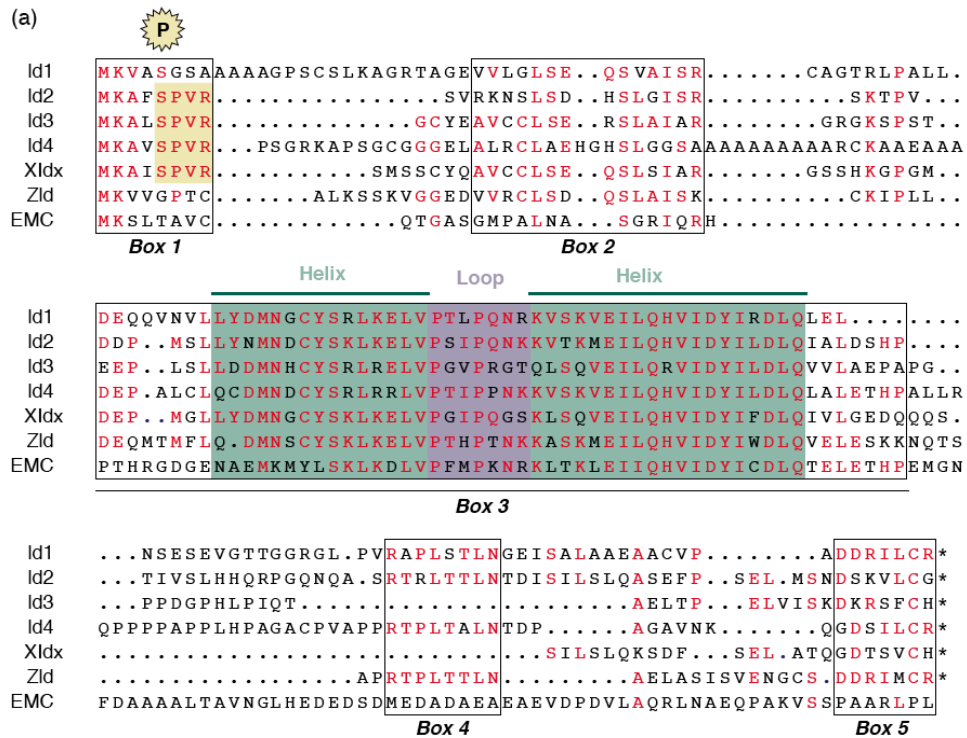 (a)
P
Id1 MKVASGSAAAAAGPSCSLKAGRTAGEVVLGLSE..QSVAISR.......CAGTRLPALL.
Id2 MKAFSPVR................SVRKNSLSD..HSLGISR..........SKTPV...
Id3 MKALSPVR..............GCYEAVCCLSE..RSLAIAR.......GRGKSPST..
Id4 MKAVSPVR...PSGRKAPSGCGGGELALRCLAEHGHSLGGSAAAAAAAAAARCKAAEAAA
XIdx MKAISPVR...........SMSSCYQAVCCLSE..QSLSIAR.......GSSHKGPGM..
ZId MKVVGPTC.......ALKSSKVGGEDVVRCLSD..QSLAISK..........CKIPLL..
EMC MKSLTAVC.............QTGASGMPALNA...SGRIQRH.................
Box 1 Box 2
Helix Loop Helix
Id1 DEQQVNVLLYDMNGCYSRLKELVPTLPQNRKVSKVEILQHVIDYIRDLQLEL........
Id2 DDP..MSLLYNMNDCYSKLKELVPSIPQNKKVTKMEILQHVIDYILDLQIALDSHP....
Id3 EEP..LSLLDDMNHCYSRLRELVPGVPRGTQLSQVEILQRVIDYILDLQVVLAEPAPG..
Id4 DEP.ALCLQCDMNDCYSRLRRLVPTIPPNKKVSKVEILQHVIDYILDLQLALETHPALLR
XIdx DEP..MGLLYDMNGCYSKLKELVPGIPQGSKLSQVEILQHVIDYIFDLQIVLGEDQQQS.
ZId DEQMTMFLQ.DMNSCYSKLKELVPTHPTNKKASKMEILQHVIDYIWDLQVELESKKNQTS
EMC PTHRGDGENAEMKMYLSKLKDLVPFMPKNRKLTKLEIIQHVIDYICDLQTELETHPEMGN
Box 3
Id1 ...NSESEVGTTGGRGL.PVRAPLSTLNGEISALAAEAACVP........ADDRILCR*
Id2 ...TIVSLHHQRPGQNQA.SRTRLTTLNTDISILSLQASEFP..SEL.MSNDSKVLCG*
Id3 ...PPDGPHLPIQT.......................AELTP..ELVISKDKRSFCH*
Id4 QPPPPAPPLHPAGACPVAPPRTPLTALNTDP......AGAVNK.......QGDSILCR*
XIdx ...............................SILSLQKSDF...SEL.ATQGDTSVCH*
ZId ..................APRTPLTTLN.........AELASISVENGCS.DDRIMCR*
EMC FDAAAALTAVNGLHEDEDSDMEDADAEAEAEVDPDVLAQRLNAEQPAKVSSPAARLPL
Box 4 Box 5